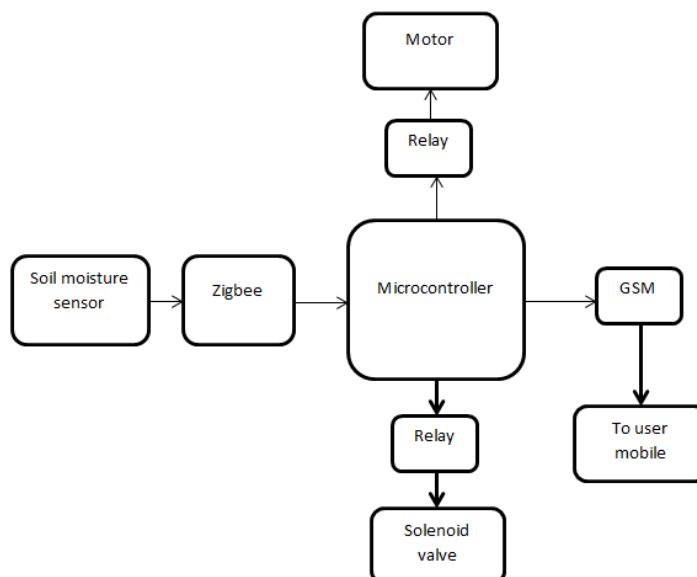 Motor
Relay
Soil moisture
sensor
Zigbee
Microcontroller
GSM
Relay
To user
mobile
Solenoid
valve